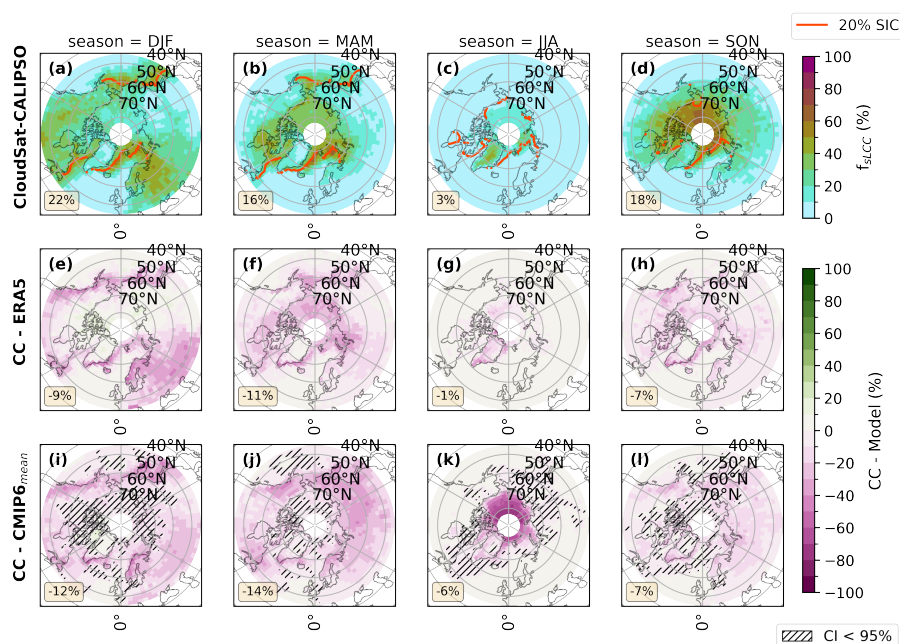 20% SIC
season = DJF
season = MAM
season = JJA
season = SON
CloudSat-CALIPSO
(a)
40°N
50°N
60°N
70°N
22%
0°
(b)
40°N
50°N
60°N
70°N
16%
0°
(c)
40°N
50°N
60°N
70°N
3%
0°
(d)
40°N
50°N
60°N
70°N
18%
0°
100
80
60
40
20
0
f_sLCC (%)
CC - ERA5
(e)
40°N
50°N
60°N
70°N
-9%
0°
(f)
40°N
50°N
60°N
70°N
-11%
0°
(g)
40°N
50°N
60°N
70°N
-1%
0°
(h)
40°N
50°N
60°N
70°N
-7%
0°
CC - CMIP6_mean
(i)
40°N
50°N
60°N
70°N
-12%
0°
(j)
40°N
50°N
60°N
70°N
-14%
0°
(k)
40°N
50°N
60°N
70°N
-6%
0°
(l)
40°N
50°N
60°N
70°N
-7%
0°
100
80
60
40
20
0
−20
−40
−60
−80
−100
CC - Model (%)
CI < 95%